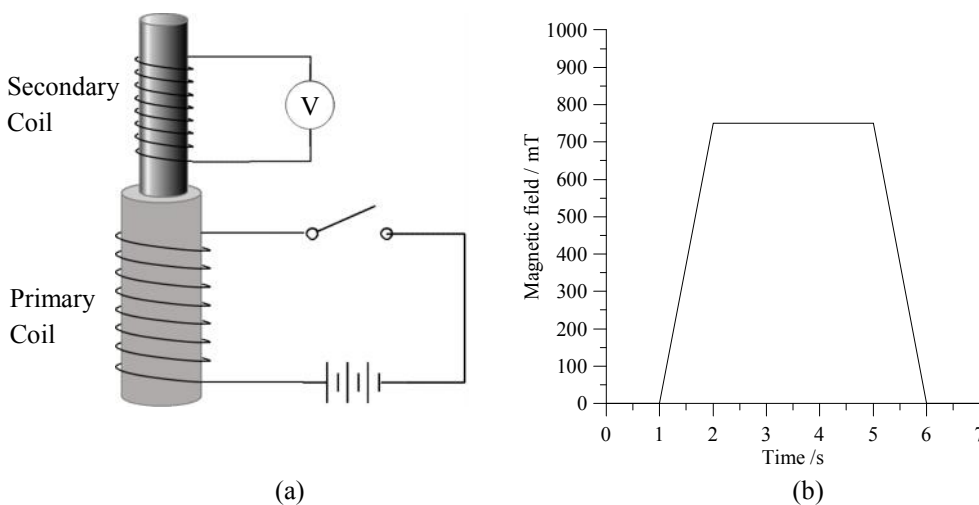 Secondary
Coil
V
Primary
Coil
(a)
1000
900
800
700
600
500
400
300
200
100
0
Magnetic field / mT
0 1 2 3 4 5 6 7
Time /s
(b)